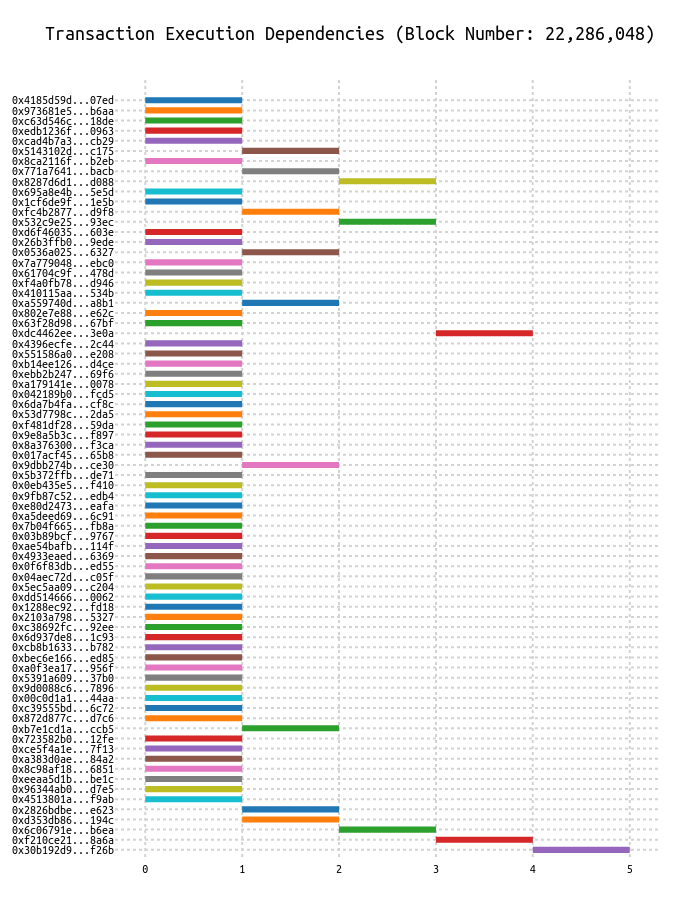 Transaction Execution Dependencies (Block Number: 22,286,048)
0x4185d59d...07ed
0x973681e5...b6aa
0xc63d546c...18de
0xedb1236f...0963
0xcad4b7a3...cb29
0x5143102d...c175
0x8ca2116f...b2eb
0x771a7641...bacb
0x8287d6d1...d088
0x695a8e4b...5e5d
0x1cf6de9f...1e5b
0xfc4b2877...d9f8
0x532c9e25...93ec
0xd6f46035...603e
0x26b3ffb0...9ede
0x0536a025...6327
0x7a779048...ebc0
0x61704c9f...478d
0xf4a0fb78...d946
0x410115aa...534b
0xa559740d...a8b1
0x802e7e88...e62c
0x63f28d98...67bf
0xdc4462ee...3e0a
0x4396ecfe...2c44
0x551586a0...e208
0xb14ee126...d4ce
0xebb2b247...69f6
0xa179141e...0078
0x042189b0...fcd5
0x6da7b4fa...cf8c
0x53d7798c...2da5
0xf481df28...59da
0x9e8a5b3c...f897
0x8a376300...f3ca
0x017acf45...65b8
0x9dbb274b...ce30
0x5b372ffb...de71
0x0eb435e5...f410
0x9fb87c52...edb4
0xe80d2473...eafa
0xa5deed69...6c91
0x7b04f665...fb8a
0x03b89bcf...9767
0xae54bafb...114f
0x4933eaed...6369
0x0f6f83db...ed55
0x04aec72d...c05f
0x5ec5aa09...c204
0xdd514666...0062
0x1288ec92...fd18
0x2103a798...5327
0xc38692fc...92ee
0x6d937de8...1c93
0xcb8b1633...b782
0xbec6e166...ed85
0xa0f3ea17...956f
0x5391a609...37b0
0x9d0088c6...7896
0x00c0d1a1...44aa
0xc39555bd...6c72
0x872d877c...d7c6
0xb7e1cd1a...ccb5
0x723582b0...12fe
0xce5f4a1e...7f13
0xa383d0ae...84a2
0x8c98af18...6851
0xeeaa5d1b...be1c
0x96344ab0...d7e5
0x4513801a...f9ab
0x2826bdbe...e623
0xd353db86...194c
0x6c06791e...b6ea
0xf210ce21...8a6a
0x30b192d9...f26b
0 1 2 3 4 5